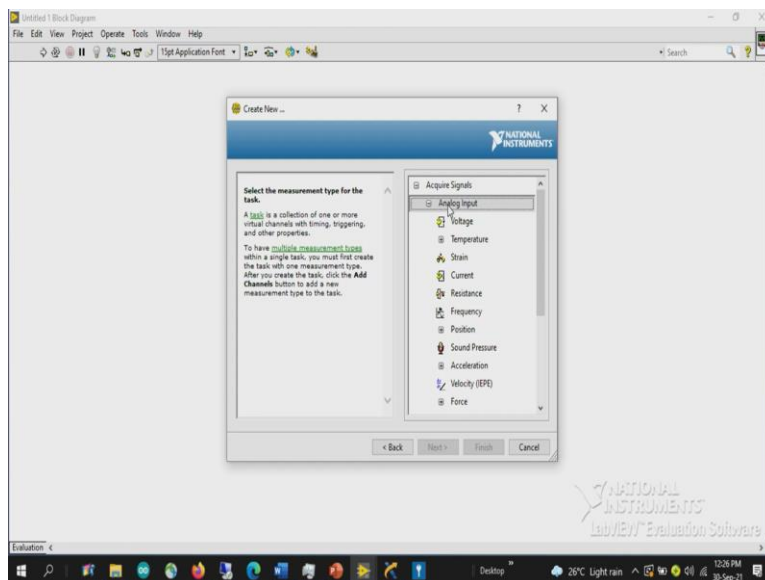 Untitled 1 Block Diagram
File Edit View Project Operate Tools Window Help
15pt Application Font
Search
Create New ...
NATIONAL
INSTRUMENTS
Select the measurement type for the
task.
A task is a collection of one or more
virtual channels with timing, triggering,
and other properties.
To have multiple measurement types
within a single task, you must first create
the task with one measurement type.
After you create the task, click the Add
Channels button to add a new
measurement type to the task.
Acquire Signals
Analog Input
Voltage
Temperature
Strain
Current
Resistance
Frequency
Position
Sound Pressure
Acceleration
Velocity (IEPE)
Force
< Back Next > Finish Cancel
NATIONAL
INSTRUMENTS
LabVIEW™ Evaluation Software
Evaluation <
Desktop
26°C Light rain
12:26 PM
30-Sep-21